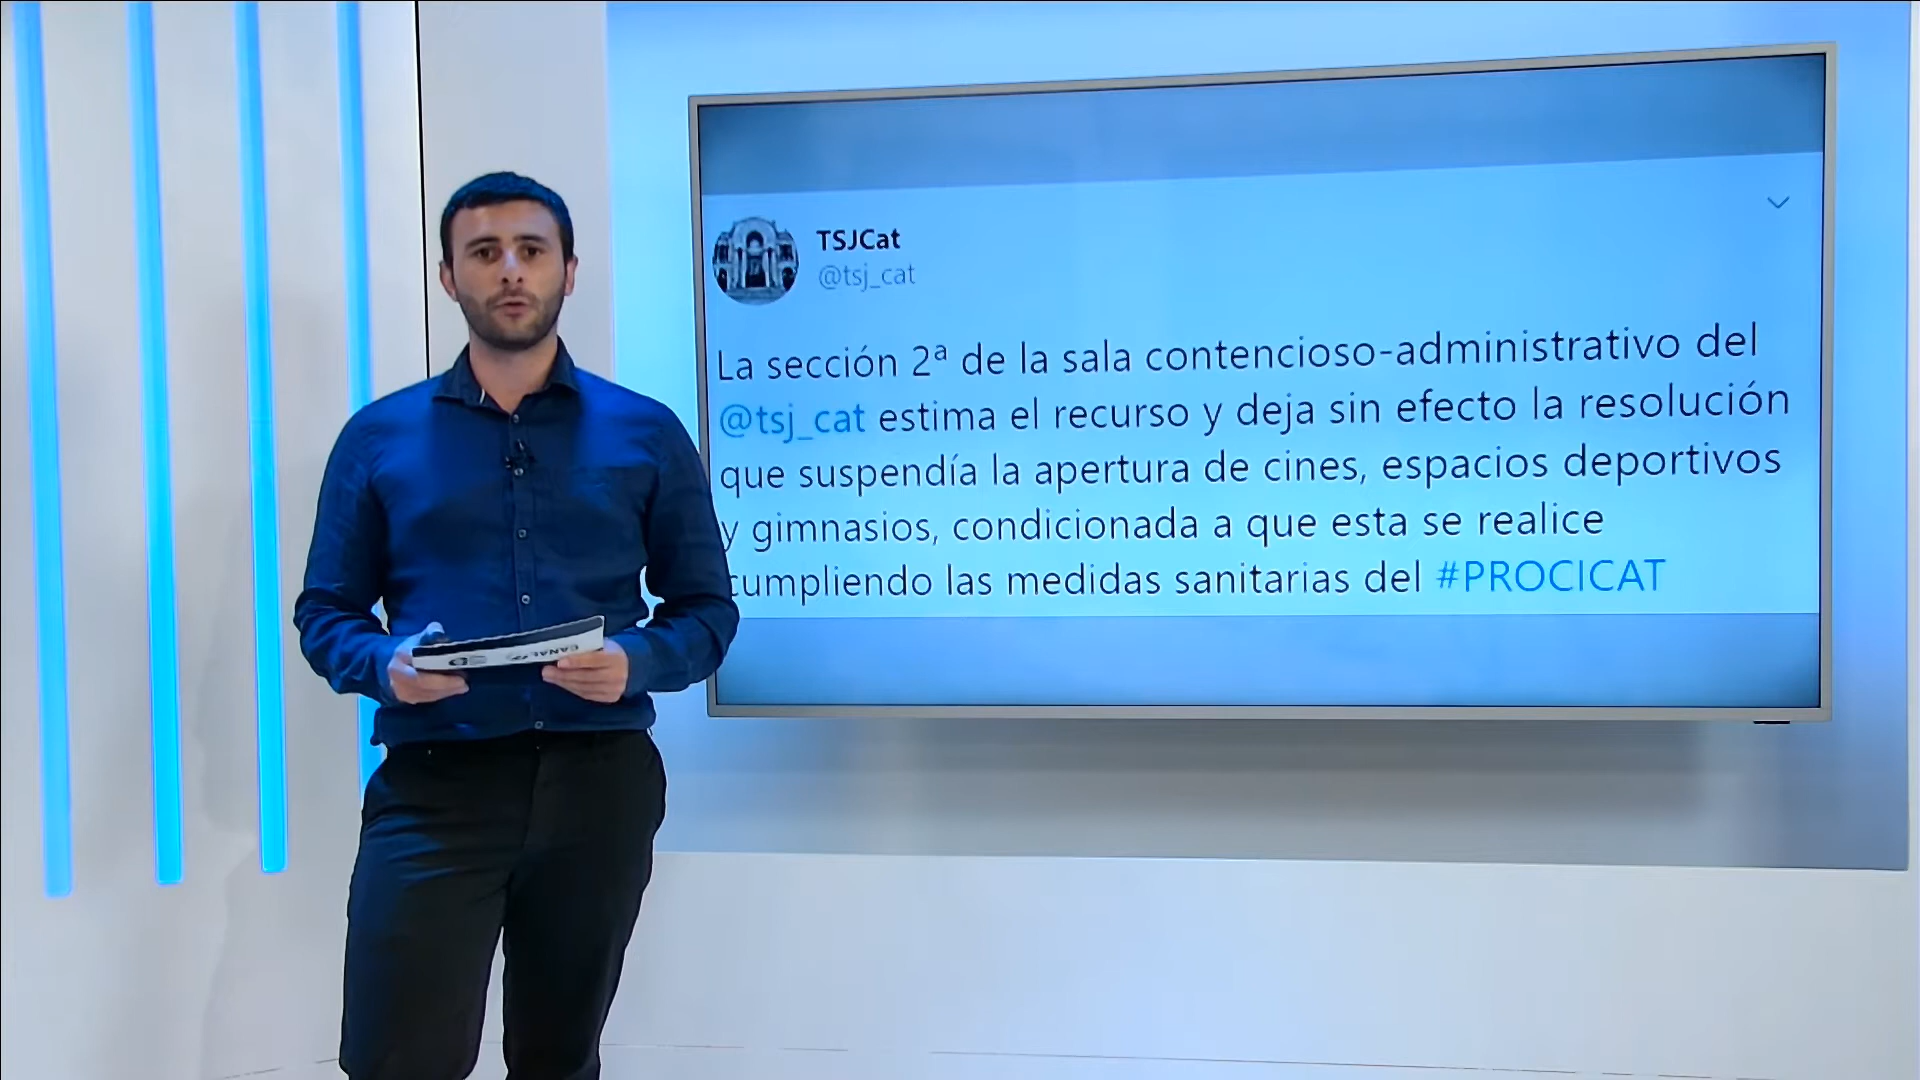 TSJCat
@tsj_cat
La sección 2ª de la sala contencioso-administrativo del
@tsj_cat estima el recurso y deja sin efecto la resolución
que suspendía la apertura de cines, espacios deportivos
y gimnasios, condicionada a que esta se realice
cumpliendo las medidas sanitarias del #PROCICAT
CANAL